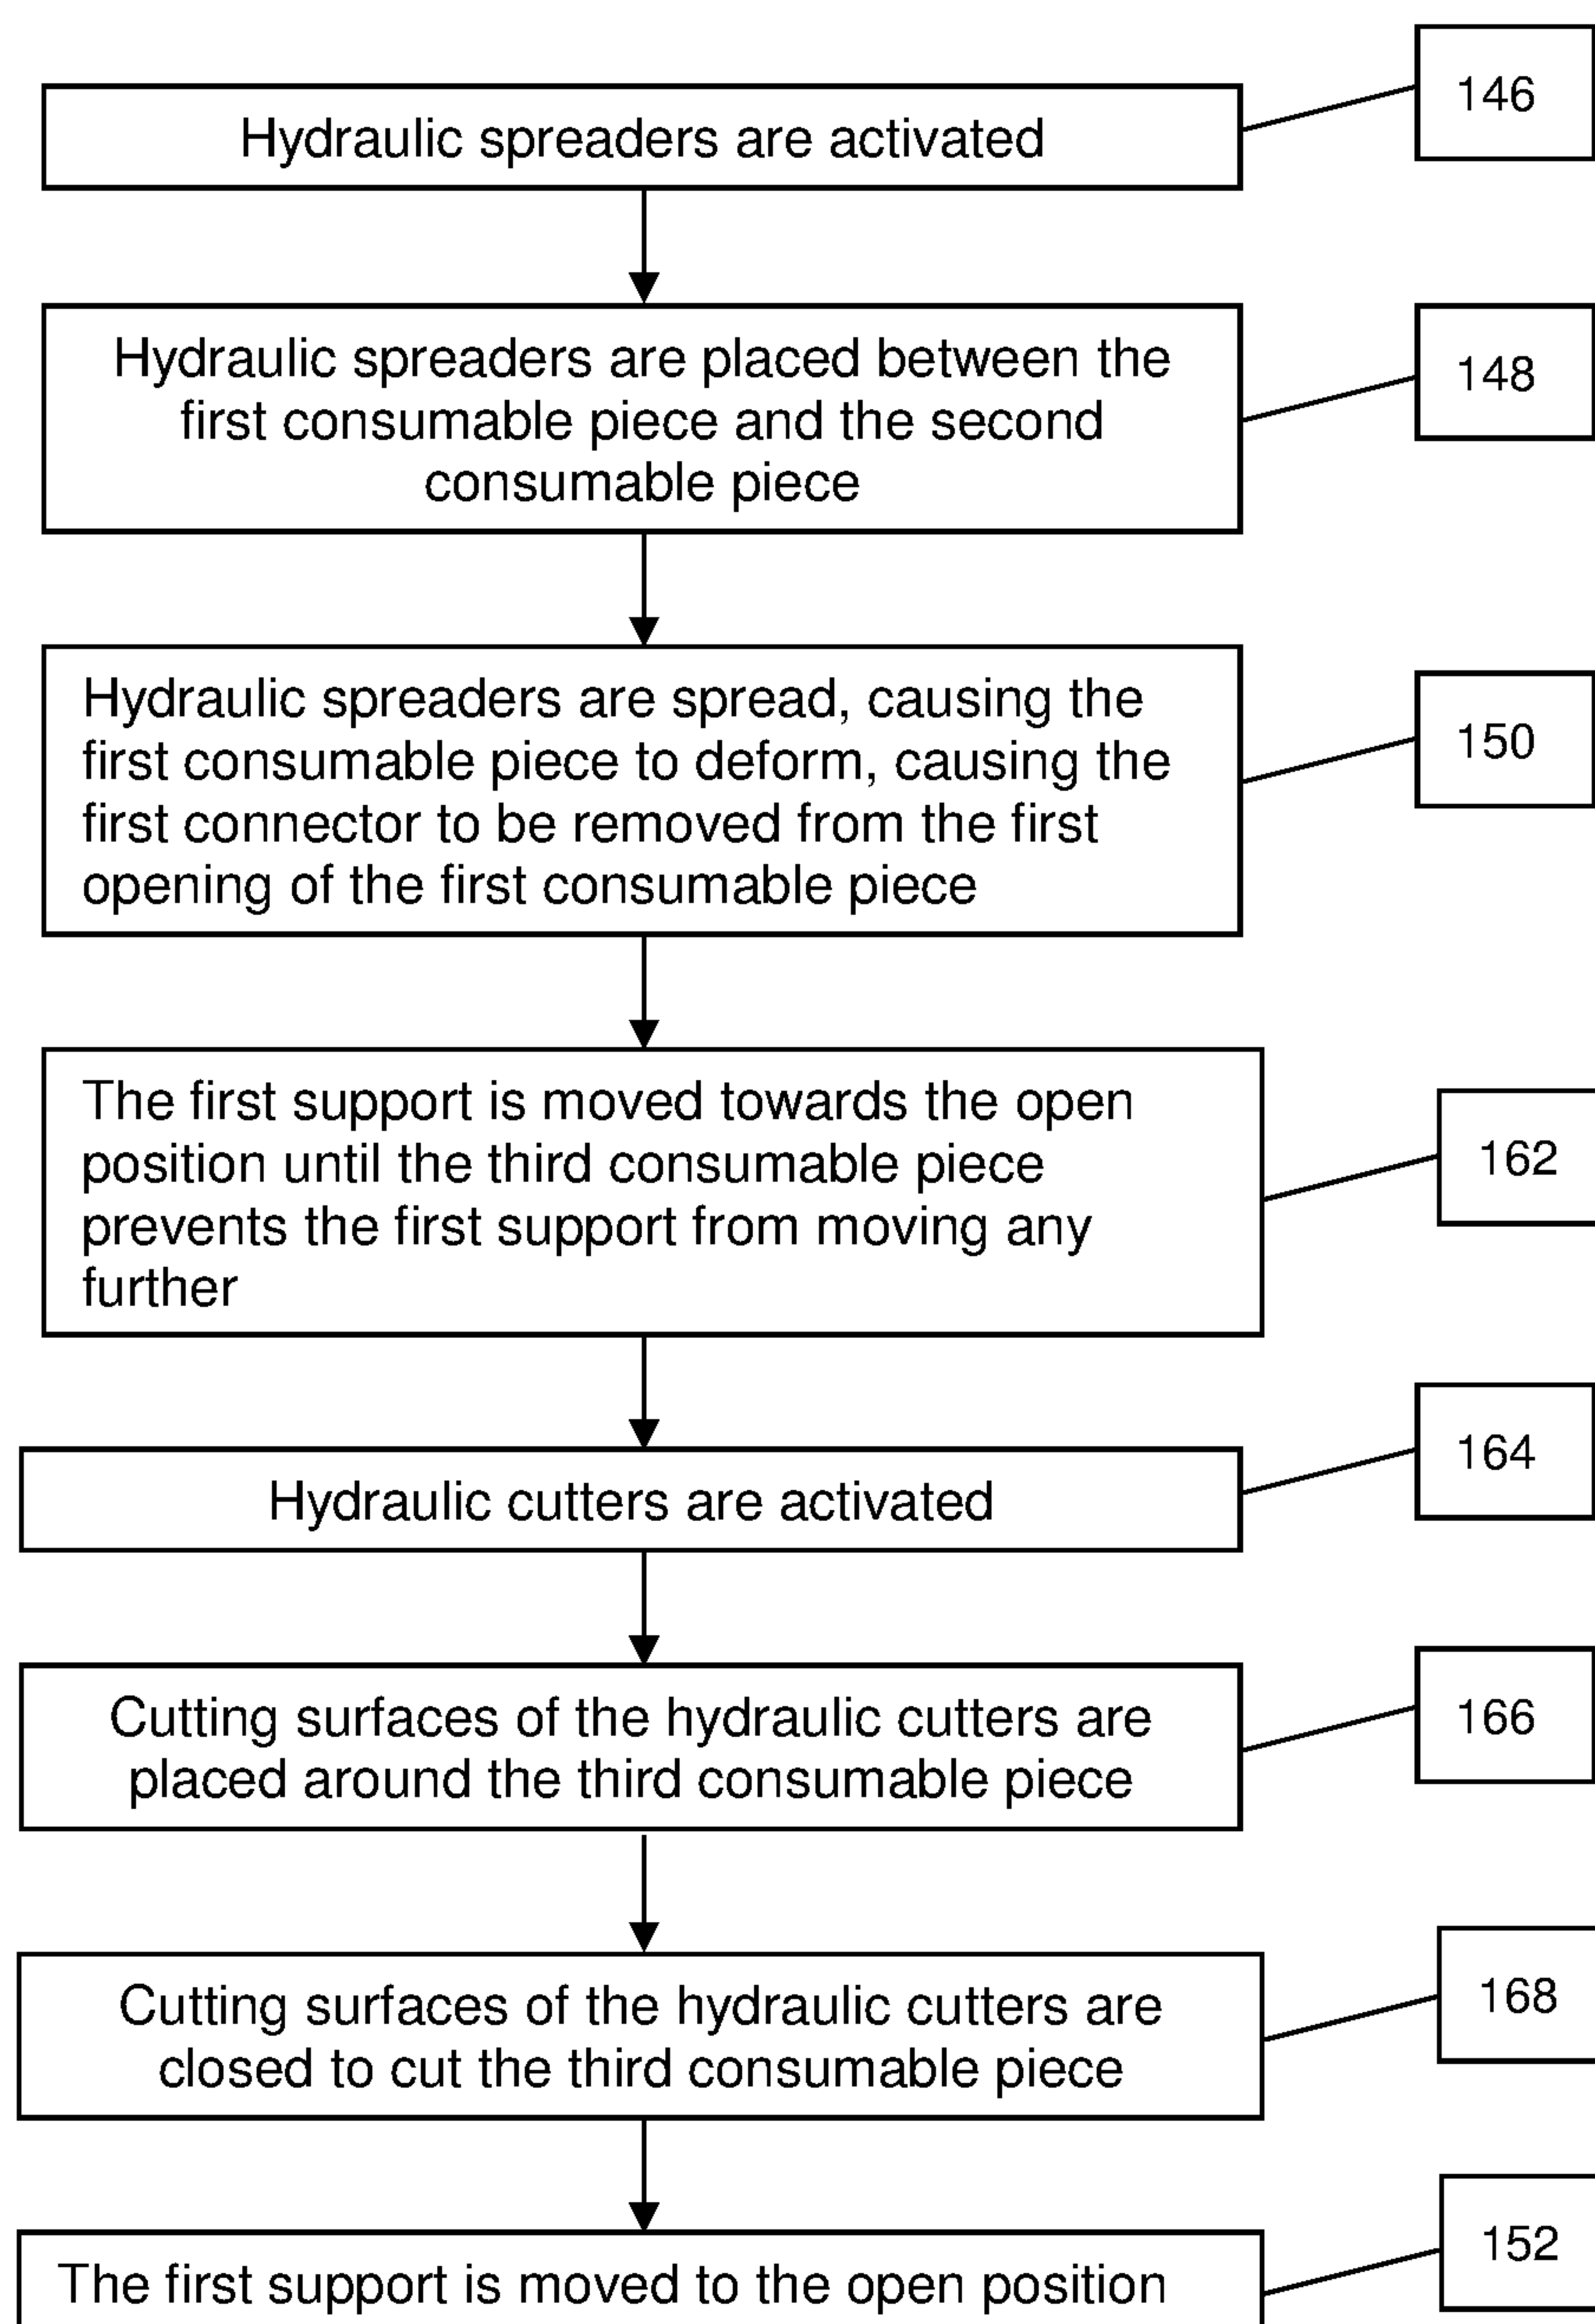 146
Hydraulic spreaders are activated
Hydraulic spreaders are placed between the
first consumable piece and the second
consumable piece
148
Hydraulic spreaders are spread, causing the
first consumable piece to deform, causing the
first connector to be removed from the first
opening of the first consumable piece
150
The first support is moved towards the open
position until the third consumable piece
prevents the first support from moving any
further
162
Hydraulic cutters are activated
164
Cutting surfaces of the hydraulic cutters are
placed around the third consumable piece
166
Cutting surfaces of the hydraulic cutters are
closed to cut the third consumable piece
168
The first support is moved to the open position
152